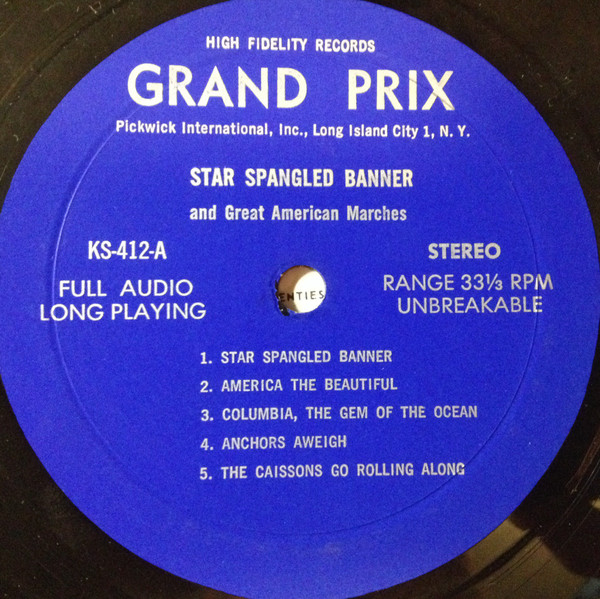 HIGH FIDELITY RECORDS
GRAND PRIX
Pickwick International, Inc., Long Island City 1, N. Y.
STAR SPANGLED BANNER
and Great American Marches
KS-412-A
STEREO
FULL AUDIO
LONG PLAYING
RANGE 33⅓ RPM
UNBREAKABLE
ENTIES
1. STAR SPANGLED BANNER
2. AMERICA THE BEAUTIFUL
3. COLUMBIA, THE GEM OF THE OCEAN
4. ANCHORS AWEIGH
5. THE CAISSONS GO ROLLING ALONG